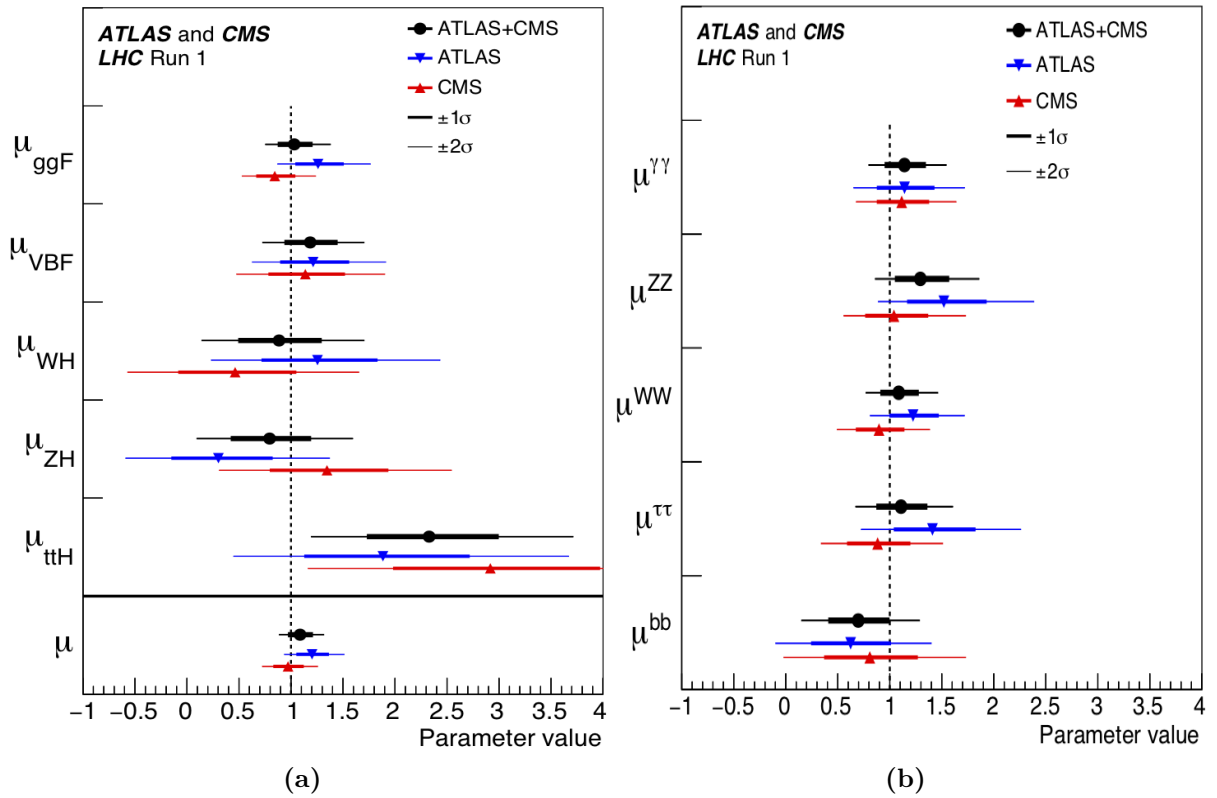 ATLAS and CMS
LHC Run 1
ATLAS+CMS
ATLAS
CMS
±1σ
±2σ
μggF
μVBF
μWH
μZH
μttH
μ
−1 −0.5 0 0.5 1 1.5 2 2.5 3 3.5 4
Parameter value
(a)
ATLAS and CMS
LHC Run 1
ATLAS+CMS
ATLAS
CMS
±1σ
±2σ
μγγ
μZZ
μWW
μττ
μbb
−1 −0.5 0 0.5 1 1.5 2 2.5 3 3.5 4
Parameter value
(b)